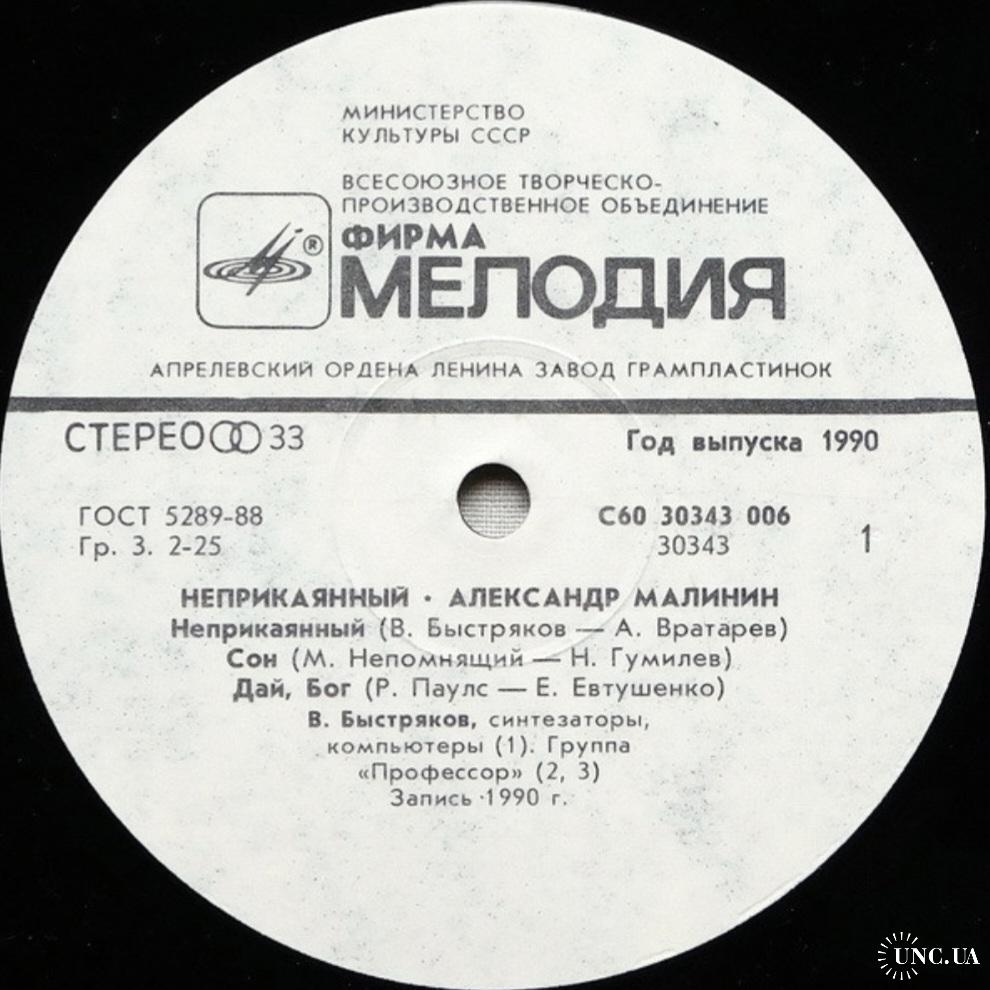 МИНИСТЕРСТВО
КУЛЬТУРЫ СССР
ВСЕСОЮЗНОЕ ТВОРЧЕСКО-
ПРОИЗВОДСТВЕННОЕ ОБЪЕДИНЕНИЕ
®
ФИРМА
МЕЛОДИЯ
АПРЕЛЕВСКИЙ ОРДЕНА ЛЕНИНА ЗАВОД ГРАМПЛАСТИНОК
СТЕРЕО 33
Год выпуска 1990
ГОСТ 5289-88
Гр. 3. 2-25
С60 30343 006
30343
1
НЕПРИКАЯННЫЙ · АЛЕКСАНДР МАЛИНИН
Неприкаянный (В. Быстряков — А. Вратарев)
Сон (М. Непомнящий — Н. Гумилев)
Дай, Бог (Р. Паулс — Е. Евтушенко)
В. Быстряков, синтезаторы,
компьютеры (1). Группа
«Профессор» (2, 3)
Запись 1990 г.
UNC.UA